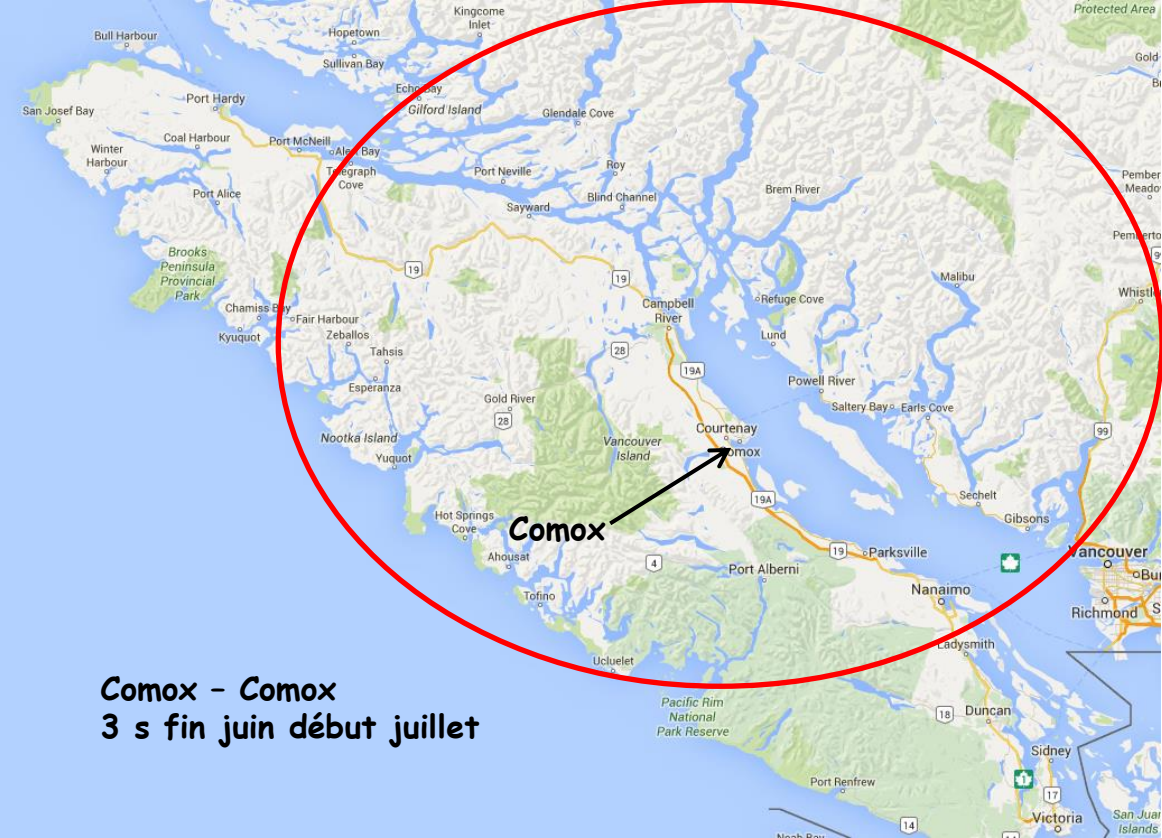 Kingcome
Inlet
Protected Area
Bull Harbour
Hopetown
Sullivan Bay
Gold
Echo Bay
Gilford Island
Glendale Cove
San Josef Bay
Port Hardy
Coal Harbour
Port McNeill
Winter
Harbour
Telegraph
Cove
Port Neville
Roy
Port Alice
Sayward
Blind Channel
Brem River
Brooks
Peninsula
Provincial
Park
19
19
Malibu
Campbell
River
Refuge Cove
Chamiss Bay
Fair Harbour
Kyuquot
Zeballos
Lund
Tahsis
28
19A
Esperanza
Powell River
Gold River
Saltery Bay
Earls Cove
28
Courtenay
99
Nootka Island
Vancouver
Island
Comox
Yuquot
19A
Sechelt
Hot Springs
Cove
Gibsons
Comox
Ahousat
4
19
Parksville
Vancouver
Port Alberni
Nanaimo
Tofino
Richmond
Ladysmith
Ucluelet
Comox – Comox
3 s fin juin début juillet
Pacific Rim
National
Park Reserve
18
Duncan
Sidney
Port Renfrew
1
17
14
Victoria
San Juan
Islands